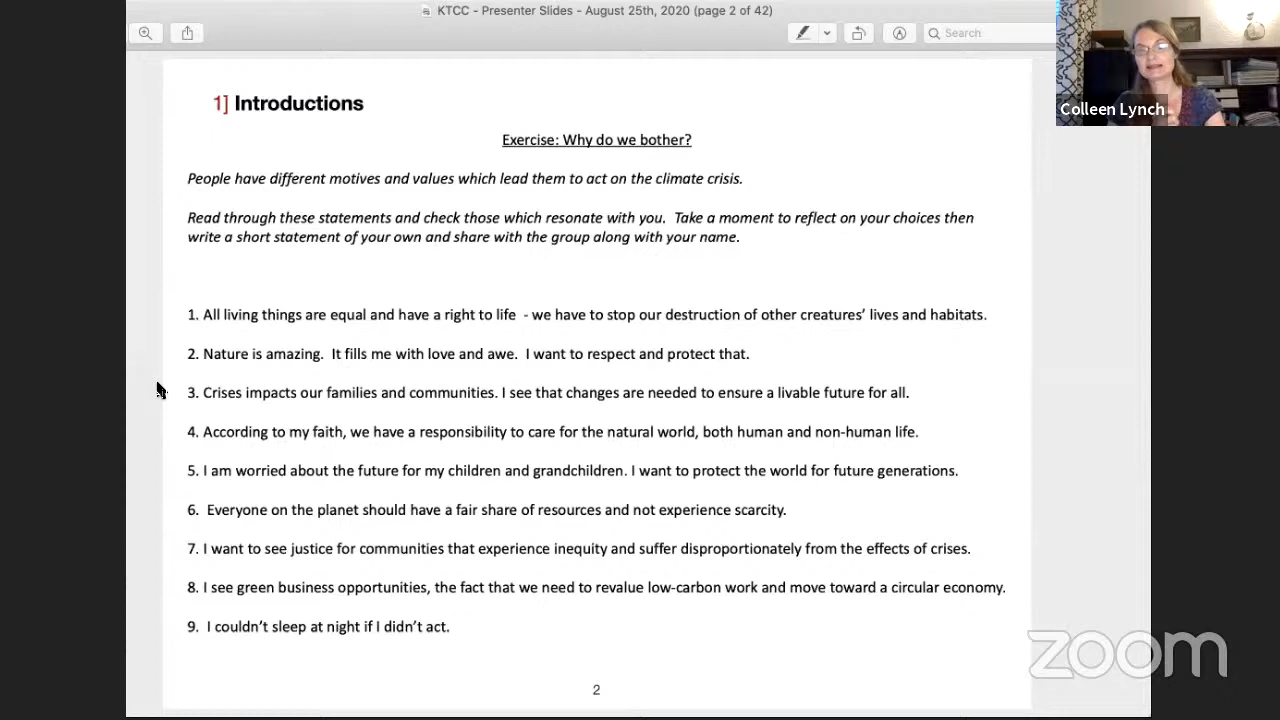 KTCC - Presenter Slides - August 25th, 2020 (page 2 of 42)
Search
Colleen Lynch
1] Introductions
Exercise: Why do we bother?
People have different motives and values which lead them to act on the climate crisis.
Read through these statements and check those which resonate with you.  Take a moment to reflect on your choices then
write a short statement of your own and share with the group along with your name.
1. All living things are equal and have a right to life  - we have to stop our destruction of other creatures’ lives and habitats.
2. Nature is amazing.  It fills me with love and awe.  I want to respect and protect that.
3. Crises impacts our families and communities. I see that changes are needed to ensure a livable future for all.
4. According to my faith, we have a responsibility to care for the natural world, both human and non-human life.
5. I am worried about the future for my children and grandchildren. I want to protect the world for future generations.
6.  Everyone on the planet should have a fair share of resources and not experience scarcity.
7. I want to see justice for communities that experience inequity and suffer disproportionately from the effects of crises.
8. I see green business opportunities, the fact that we need to revalue low-carbon work and move toward a circular economy.
9.  I couldn’t sleep at night if I didn’t act.
zoom
2